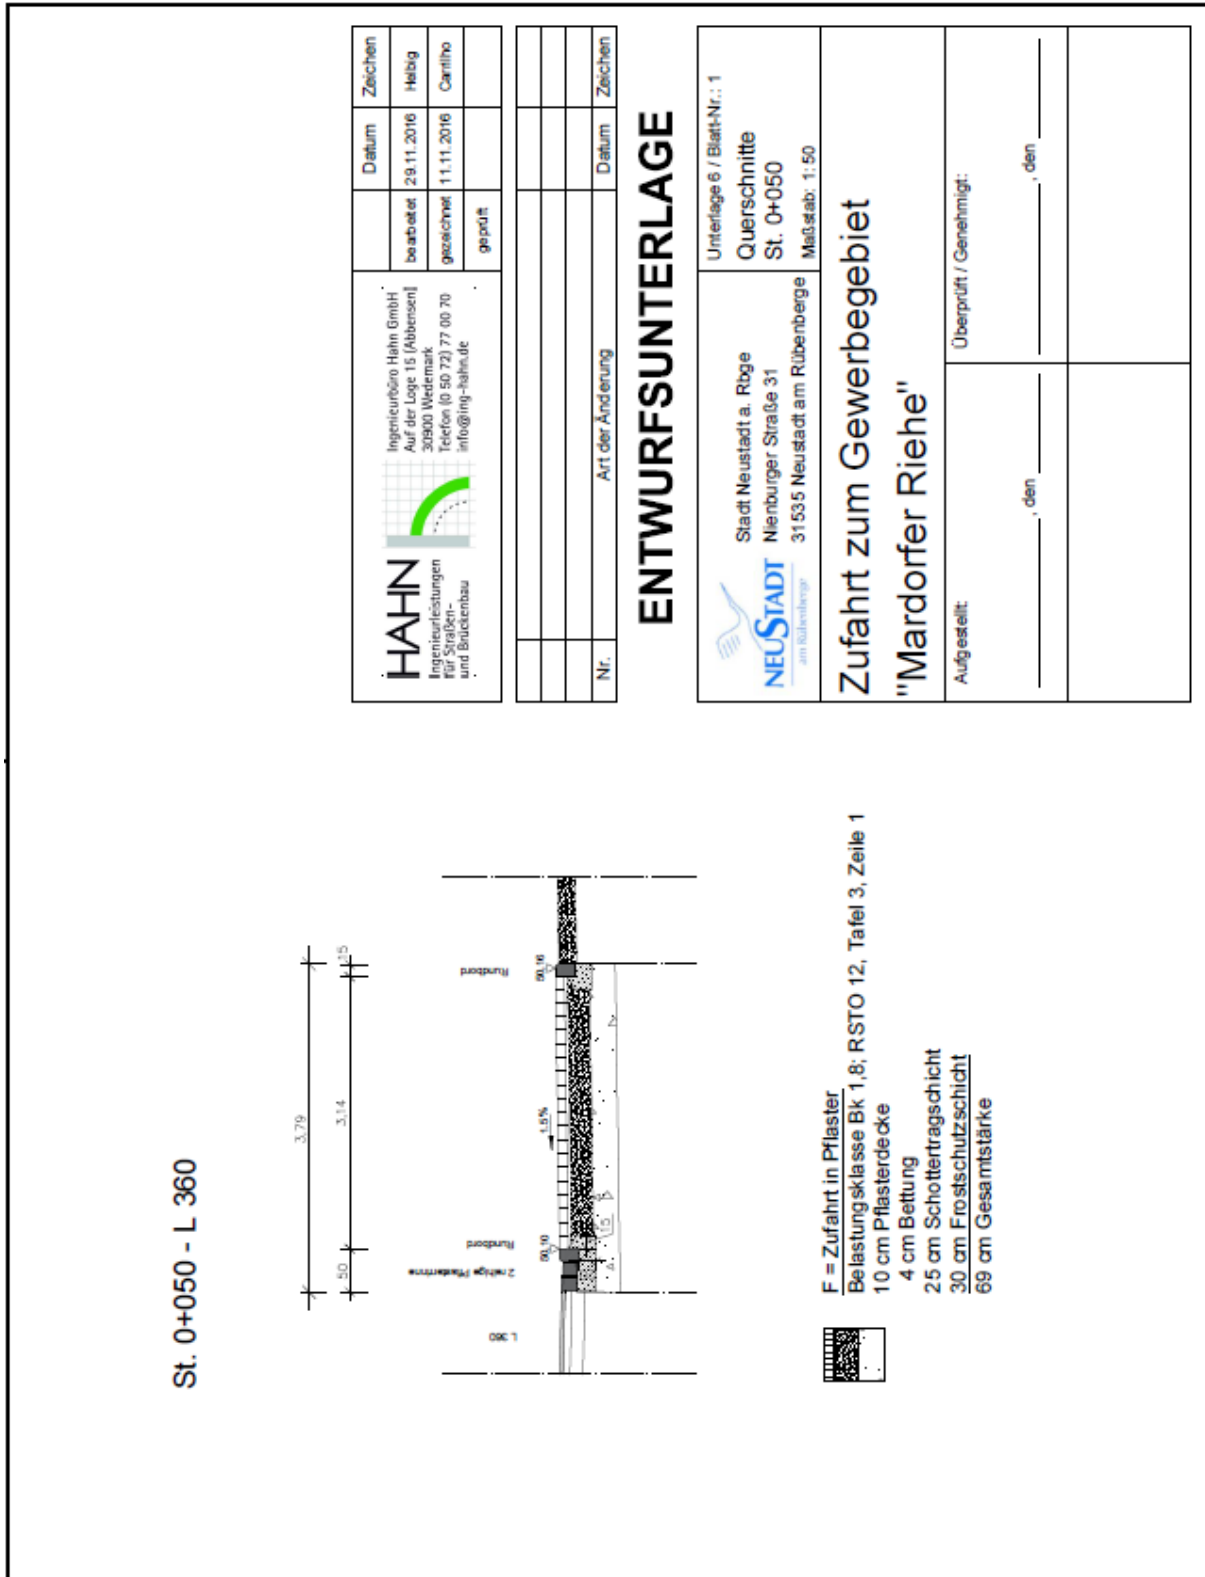 St. 0+050 - L 360
3,79
50
3,14
15
L 360
2 reihige Pflasterrinne
Rundbord
Rundbord
50,10
1,5%
50,16
15
F = Zufahrt in Pflaster
Belastungsklasse Bk 1,8; RSTO 12, Tafel 3, Zeile 1
10 cm Pflasterdecke
4 cm Bettung
25 cm Schottertragschicht
30 cm Frostschutzschicht
69 cm Gesamtstärke
HAHN
Ingenieurleistungen
für Straßen-
und Brückenbau
Ingenieurbüro Hahn GmbH
Auf der Loge 15 (Abbensen)
30900 Wedemark
Telefon (0 50 72) 77 00 70
info@ing-hahn.de
Datum Zeichen
bearbeitet 29.11.2016 Helbig
gezeichnet 11.11.2016 Cantilho
geprüft
Nr. Art der Änderung Datum Zeichen
ENTWURFSUNTERLAGE
NEUSTADT
am Rübenberge
Stadt Neustadt a. Rbge
Nienburger Straße 31
31535 Neustadt am Rübenberge
Unterlage 6 / Blatt-Nr.: 1
Querschnitte
St. 0+050
Maßstab: 1:50
Zufahrt zum Gewerbegebiet
"Mardorfer Riehe"
Aufgestellt:
, den
Überprüft / Genehmigt:
, den